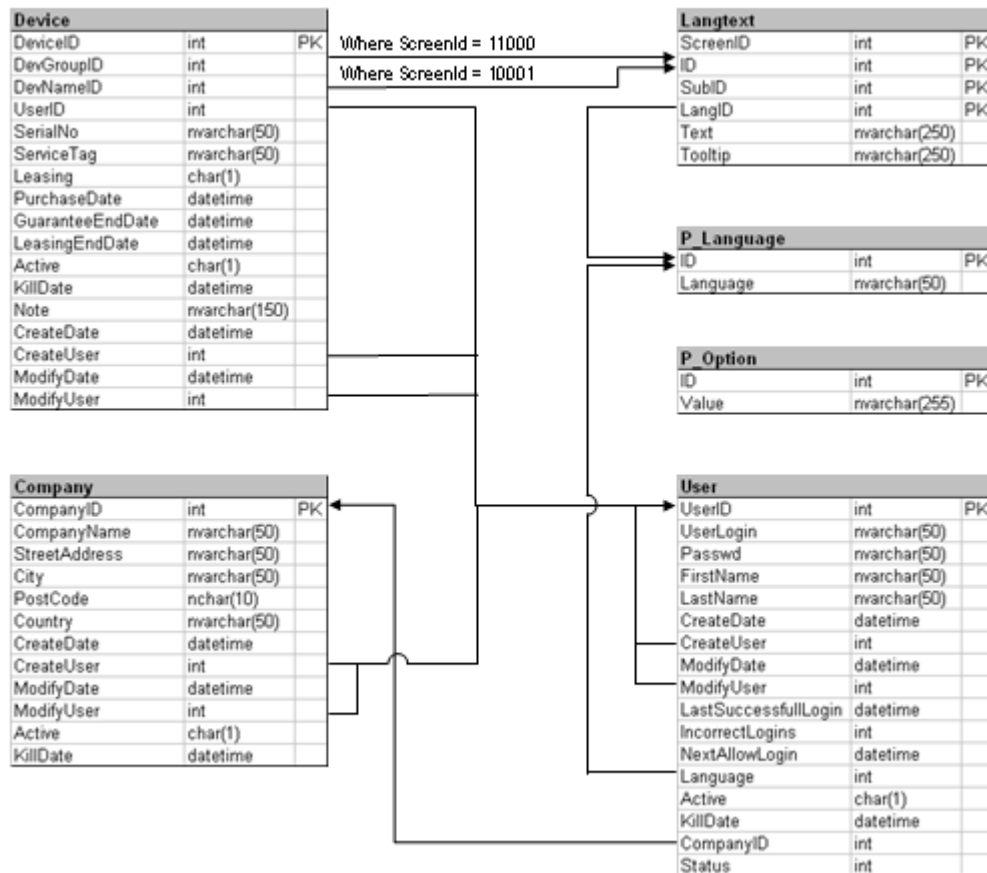 Device
DeviceID int PK
DevGroupID int
DevNameID int
UserID int
SerialNo nvarchar(50)
ServiceTag nvarchar(50)
Leasing char(1)
PurchaseDate datetime
GuaranteeEndDate datetime
LeasingEndDate datetime
Active char(1)
KillDate datetime
Note nvarchar(150)
CreateDate datetime
CreateUser int
ModifyDate datetime
ModifyUser int
Where ScreenId = 11000
Where ScreenId = 10001
Langtext
ScreenID int PK
ID int PK
SubID int PK
LangID int PK
Text nvarchar(250)
Tooltip nvarchar(250)
P_Language
ID int PK
Language nvarchar(50)
P_Option
ID int PK
Value nvarchar(255)
Company
CompanyID int PK
CompanyName nvarchar(50)
StreetAddress nvarchar(50)
City nvarchar(50)
PostCode nchar(10)
Country nvarchar(50)
CreateDate datetime
CreateUser int
ModifyDate datetime
ModifyUser int
Active char(1)
KillDate datetime
User
UserID int PK
UserLogin nvarchar(50)
Passwd nvarchar(50)
FirstName nvarchar(50)
LastName nvarchar(50)
CreateDate datetime
CreateUser int
ModifyDate datetime
ModifyUser int
LastSuccessfullLogin datetime
IncorrectLogins int
NextAllowLogin datetime
Language int
Active char(1)
KillDate datetime
CompanyID int
Status int